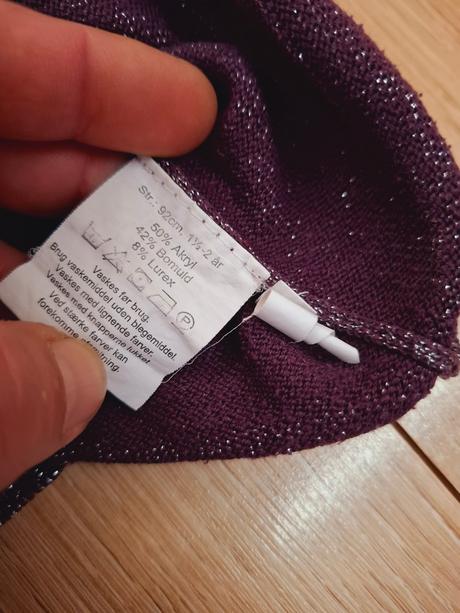 Str.: 92cm, 1½-2 år
50% Akryl
42% Bomuld
8% Lurex
P
Vaskes før brug.
Brug vaskemiddel uden blegemiddel.
Vaskes med lignende farver.
Vaskes med knapperne lukket
Ved stærke farver kan
forekomme afsmitning.